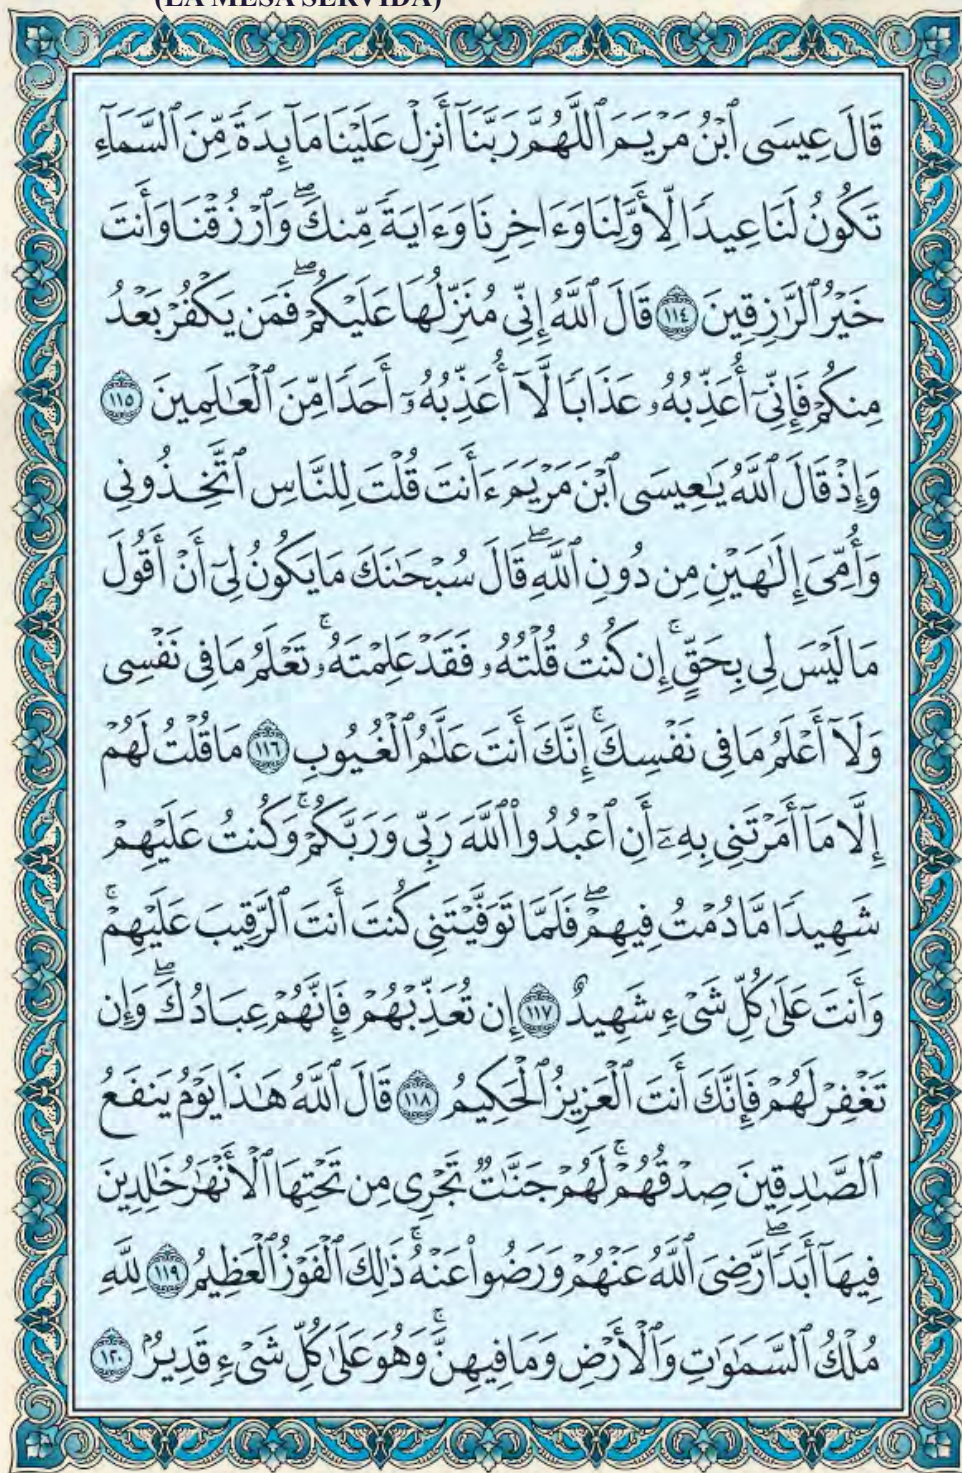 (LA MESA SERVIDA)
قَالَ عِيسَى ٱبْنُ مَرْيَمَ ٱللَّهُمَّ رَبَّنَآ أَنزِلْ عَلَيْنَا مَآئِدَةً مِّنَ ٱلسَّمَآءِ
تَكُونُ لَنَا عِيدًا لِّأَوَّلِنَا وَءَاخِرِنَا وَءَايَةً مِّنكَ ۖ وَٱرْزُقْنَا وَأَنتَ
خَيْرُ ٱلرَّٰزِقِينَ ١١٤ قَالَ ٱللَّهُ إِنِّي مُنَزِّلُهَا عَلَيْكُمْ ۖ فَمَن يَكْفُرْ بَعْدُ
مِنكُمْ فَإِنِّيٓ أُعَذِّبُهُۥ عَذَابًا لَّآ أُعَذِّبُهُۥٓ أَحَدًا مِّنَ ٱلْعَٰلَمِينَ ١١٥
وَإِذْ قَالَ ٱللَّهُ يَٰعِيسَى ٱبْنَ مَرْيَمَ ءَأَنتَ قُلْتَ لِلنَّاسِ ٱتَّخِذُونِي
وَأُمِّيَ إِلَٰهَيْنِ مِن دُونِ ٱللَّهِ ۖ قَالَ سُبْحَٰنَكَ مَا يَكُونُ لِيٓ أَنْ أَقُولَ
مَا لَيْسَ لِي بِحَقٍّ ۚ إِن كُنتُ قُلْتُهُۥ فَقَدْ عَلِمْتَهُۥ ۚ تَعْلَمُ مَا فِي نَفْسِي
وَلَآ أَعْلَمُ مَا فِي نَفْسِكَ ۚ إِنَّكَ أَنتَ عَلَّٰمُ ٱلْغُيُوبِ ١١٦ مَا قُلْتُ لَهُمْ
إِلَّا مَآ أَمَرْتَنِي بِهِۦٓ أَنِ ٱعْبُدُوا۟ ٱللَّهَ رَبِّي وَرَبَّكُمْ ۚ وَكُنتُ عَلَيْهِمْ
شَهِيدًا مَّا دُمْتُ فِيهِمْ ۖ فَلَمَّا تَوَفَّيْتَنِي كُنتَ أَنتَ ٱلرَّقِيبَ عَلَيْهِمْ ۚ
وَأَنتَ عَلَىٰ كُلِّ شَيْءٍ شَهِيدٌ ١١٧ إِن تُعَذِّبْهُمْ فَإِنَّهُمْ عِبَادُكَ ۖ وَإِن
تَغْفِرْ لَهُمْ فَإِنَّكَ أَنتَ ٱلْعَزِيزُ ٱلْحَكِيمُ ١١٨ قَالَ ٱللَّهُ هَٰذَا يَوْمُ يَنفَعُ
ٱلصَّٰدِقِينَ صِدْقُهُمْ ۚ لَهُمْ جَنَّٰتٌ تَجْرِي مِن تَحْتِهَا ٱلْأَنْهَٰرُ خَٰلِدِينَ
فِيهَآ أَبَدًا ۖ رَّضِيَ ٱللَّهُ عَنْهُمْ وَرَضُوا۟ عَنْهُ ۚ ذَٰلِكَ ٱلْفَوْزُ ٱلْعَظِيمُ ١١٩ لِلَّهِ
مُلْكُ ٱلسَّمَٰوَٰتِ وَٱلْأَرْضِ وَمَا فِيهِنَّ ۚ وَهُوَ عَلَىٰ كُلِّ شَيْءٍ قَدِيرٌۢ ١٢٠